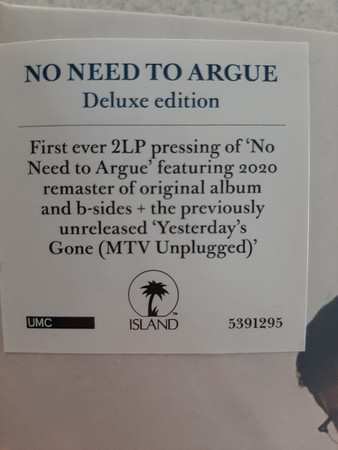 NO NEED TO ARGUE
Deluxe edition
First ever 2LP pressing of ‘No
Need to Argue’ featuring 2020
remaster of original album
and b-sides + the previously
unreleased ‘Yesterday’s
Gone (MTV Unplugged)’
UMC
ISLAND
5391295